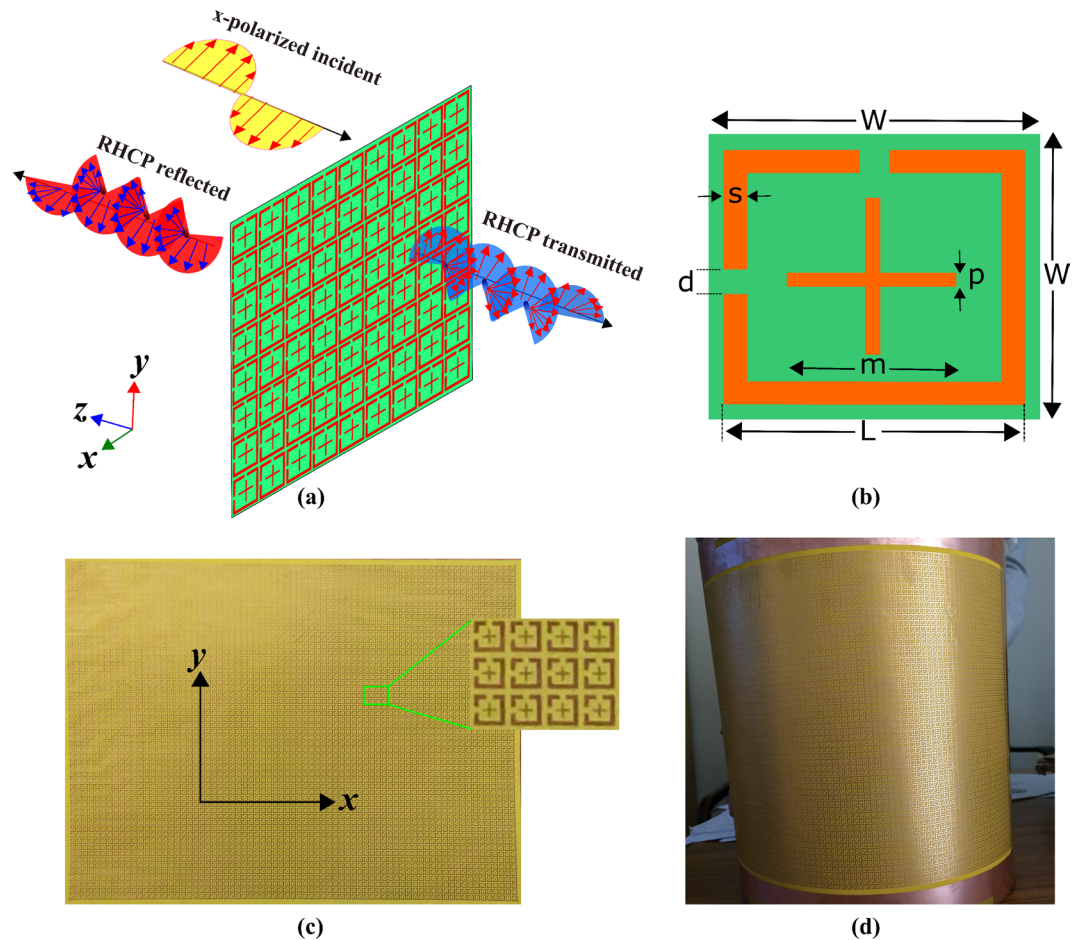 x-polarized incident
RHCP reflected
RHCP transmitted
y
z
x
(a)
W
s
W
d
p
m
L
(b)
y
x
(c)
(d)